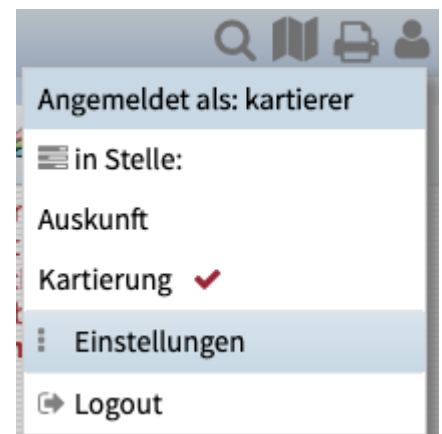 Angemeldet als: kartierer
in Stelle:
Auskunft
Kartierung
Einstellungen
Logout